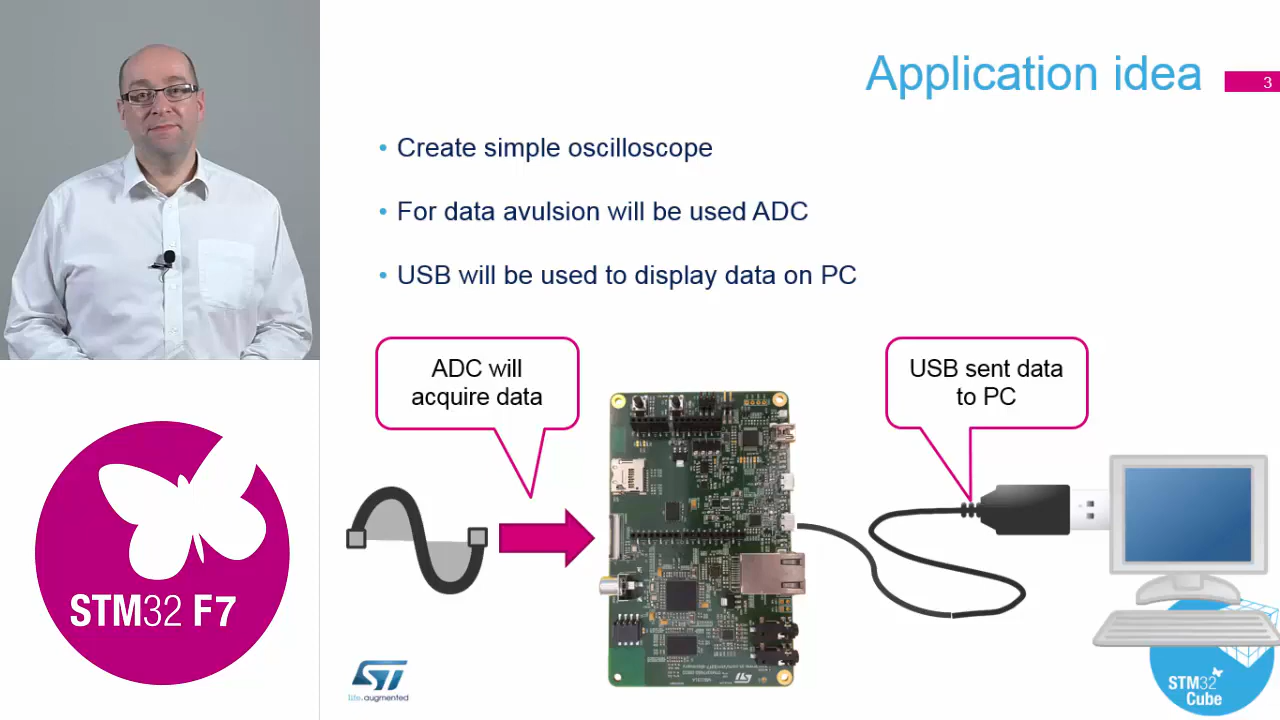 Application idea
3
• Create simple oscilloscope
• For data avulsion will be used ADC
• USB will be used to display data on PC
ADC will
acquire data
USB sent data
to PC
STM32 F7
ST
life.augmented
STM32
Cube